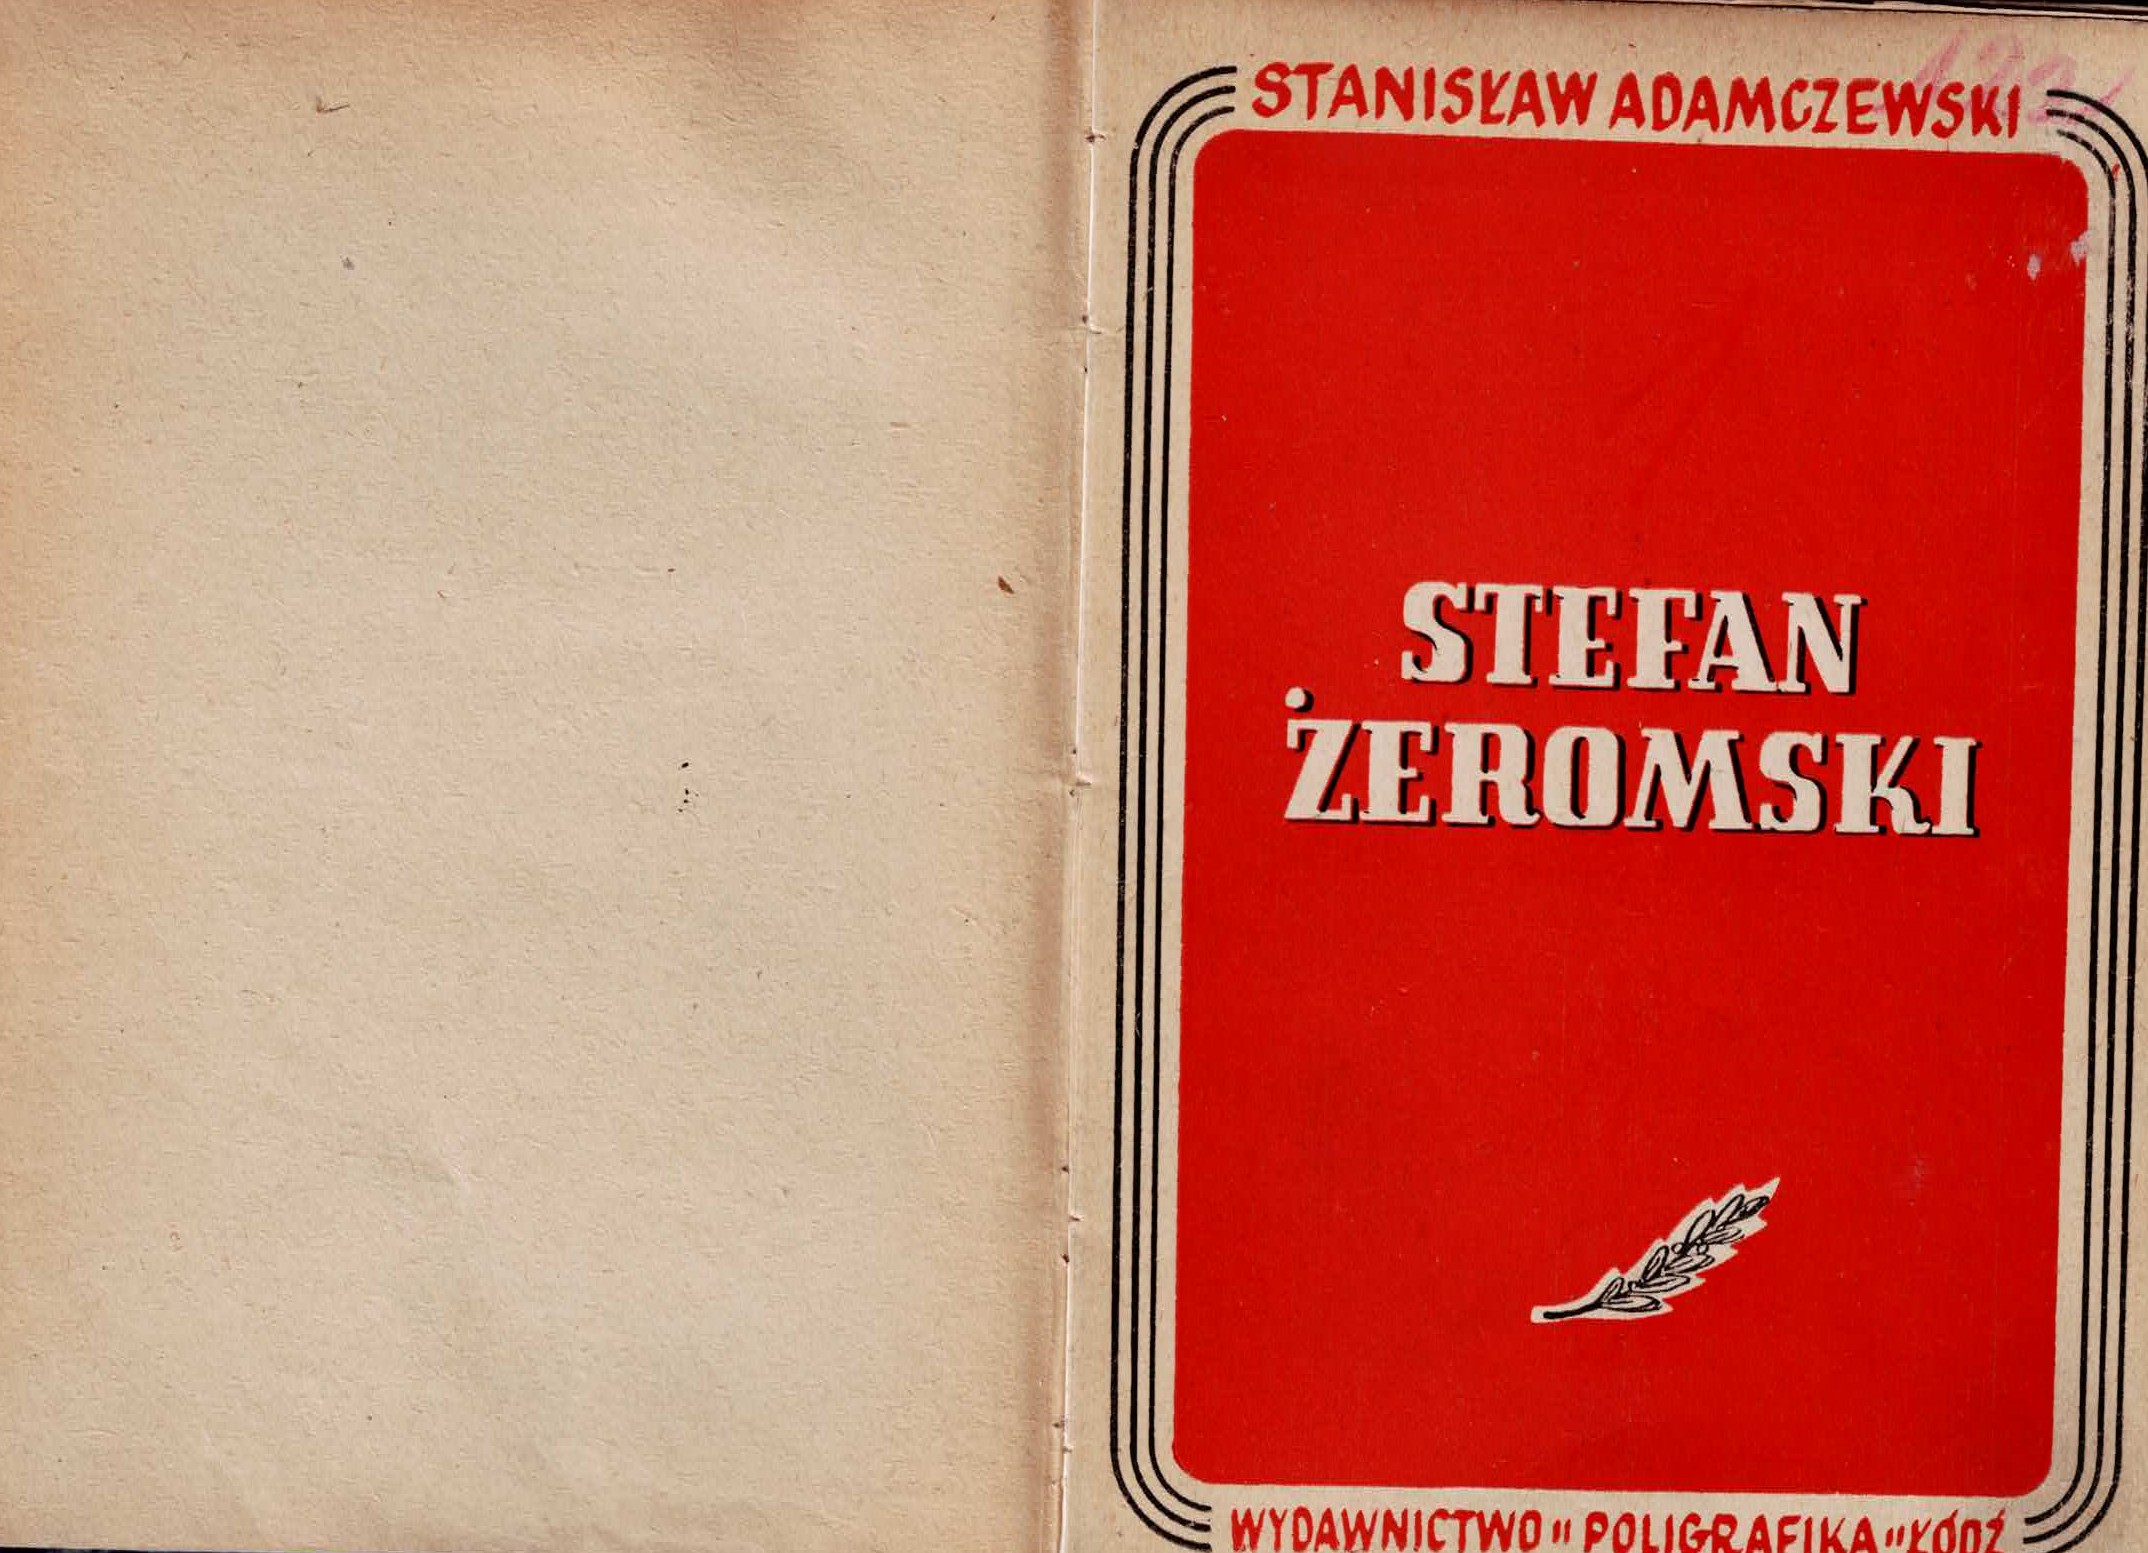 STANISŁAW ADAMCZEWSKI
STEFAN
ŻEROMSKI
WYDAWNICTWO "POLIGRAFIKA" ŁÓDŹ